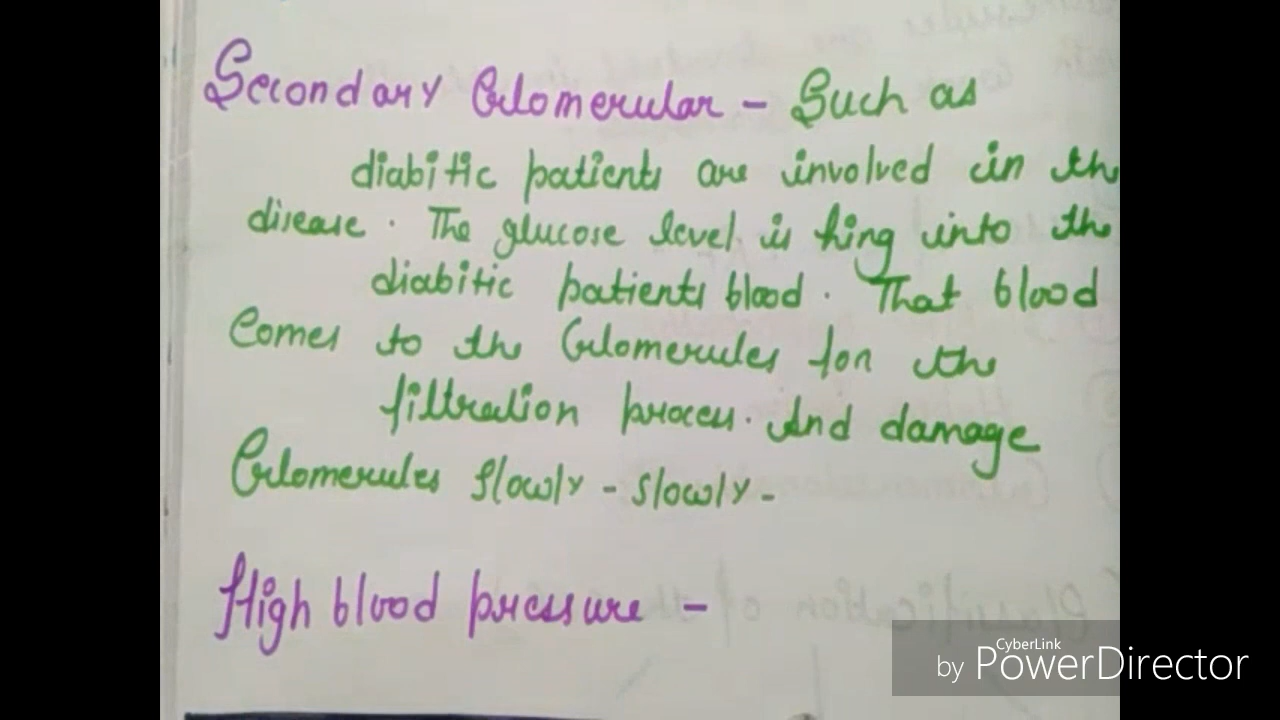 Secondary Glomerular - Such as
diabitic patients are involved in the
disease. The glucose level is hing into the
diabitic patients blood. That blood
Comes to the Glomerules for the
filtration process. And damage
Glomerules slowly - slowly -
High blood pressure -
CyberLink
by PowerDirector